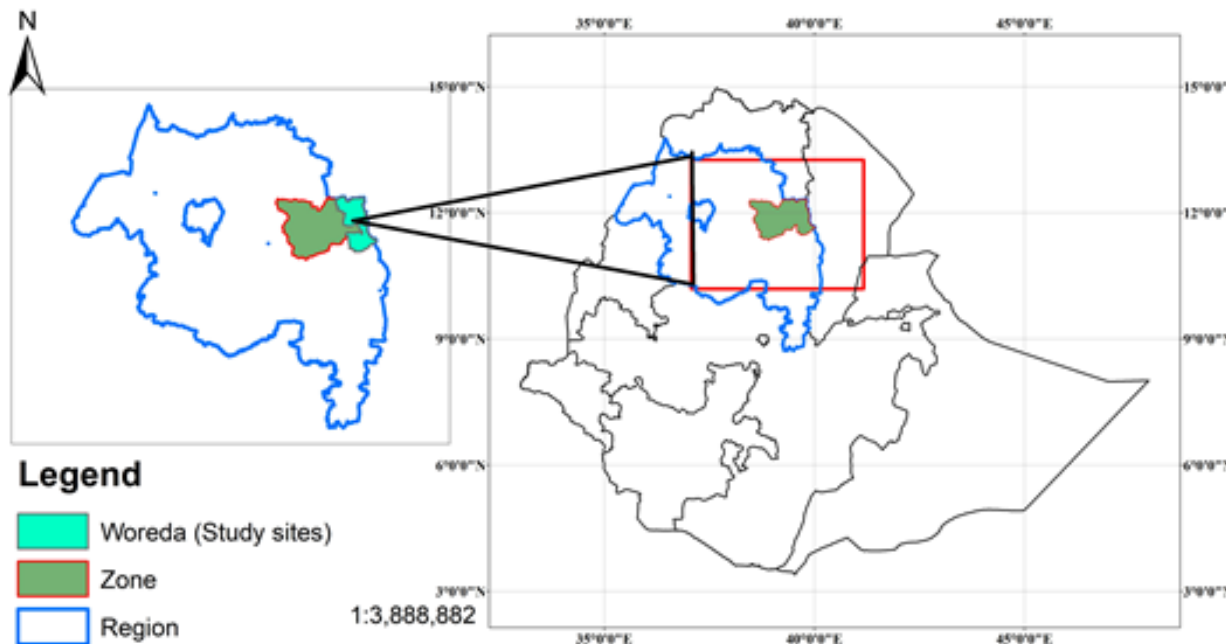 N
35°0'0"E 40°0'0"E 45°0'0"E
15°0'0"N 15°0'0"N
12°0'0"N 12°0'0"N
9°0'0"N 9°0'0"N
6°0'0"N 6°0'0"N
3°0'0"N 3°0'0"N
35°0'0"E 40°0'0"E 45°0'0"E
Legend
Woreda (Study sites)
Zone
Region
1:3,888,882